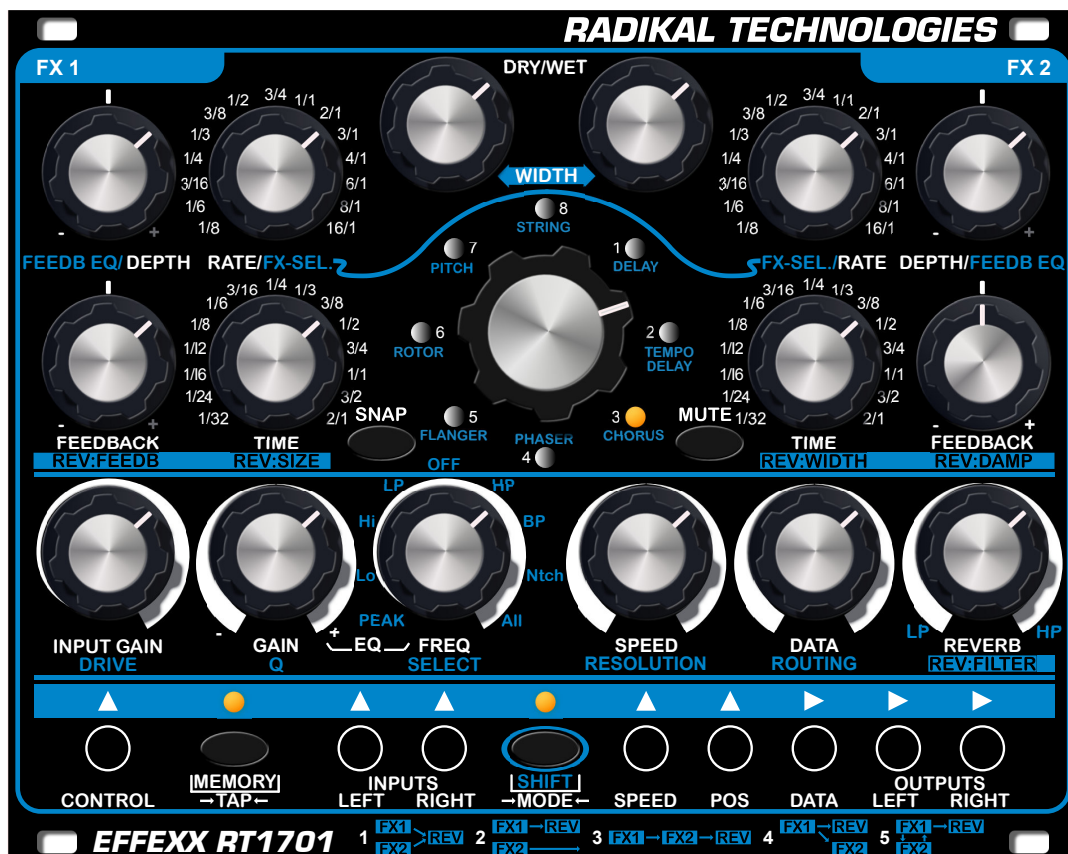 RADIKAL TECHNOLOGIES
FX 1
DRY/WET
FX 2
1/8 1/6 3/16 1/4 1/3 3/8 1/2 3/4 1/1 2/1 3/1 4/1 6/1 8/1 16/1
1/8 1/6 3/16 1/4 1/3 3/8 1/2 3/4 1/1 2/1 3/1 4/1 6/1 8/1 16/1
- +
- +
WIDTH
FEEDB EQ/DEPTH
RATE/FX-SEL.
FX-SEL./RATE
DEPTH/FEEDB EQ
8
STRING
1
DELAY
2
TEMPO
DELAY
3
CHORUS
PHASER
4
5
FLANGER
6
ROTOR
7
PITCH
1/32 1/24 1/I6 1/I2 1/8 1/6 3/16 1/4 1/3 3/8 1/2 3/4 1/1 3/2 2/1
1/32 1/24 1/I6 1/I2 1/8 1/6 3/16 1/4 1/3 3/8 1/2 3/4 1/1 3/2 2/1
- +
- +
SNAP
MUTE
FEEDBACK
TIME
TIME
FEEDBACK
REV:FEEDB
REV:SIZE
REV:WIDTH
REV:DAMP
OFF
LP
HP
Hi
BP
Lo
Ntch
PEAK
All
- +
LP
HP
INPUT GAIN
GAIN
EQ
FREQ
SPEED
DATA
REVERB
DRIVE
Q
SELECT
RESOLUTION
ROUTING
REV:FILTER
MEMORY
INPUTS
SHIFT
OUTPUTS
CONTROL
→TAP←
LEFT
RIGHT
→MODE←
SPEED
POS
DATA
LEFT
RIGHT
EFFEXX RT1701
1 FX1 FX2 REV
2 FX1→REV FX2→
3 FX1→FX2→REV
4 FX1→REV FX2
5 FX1→REV FX2